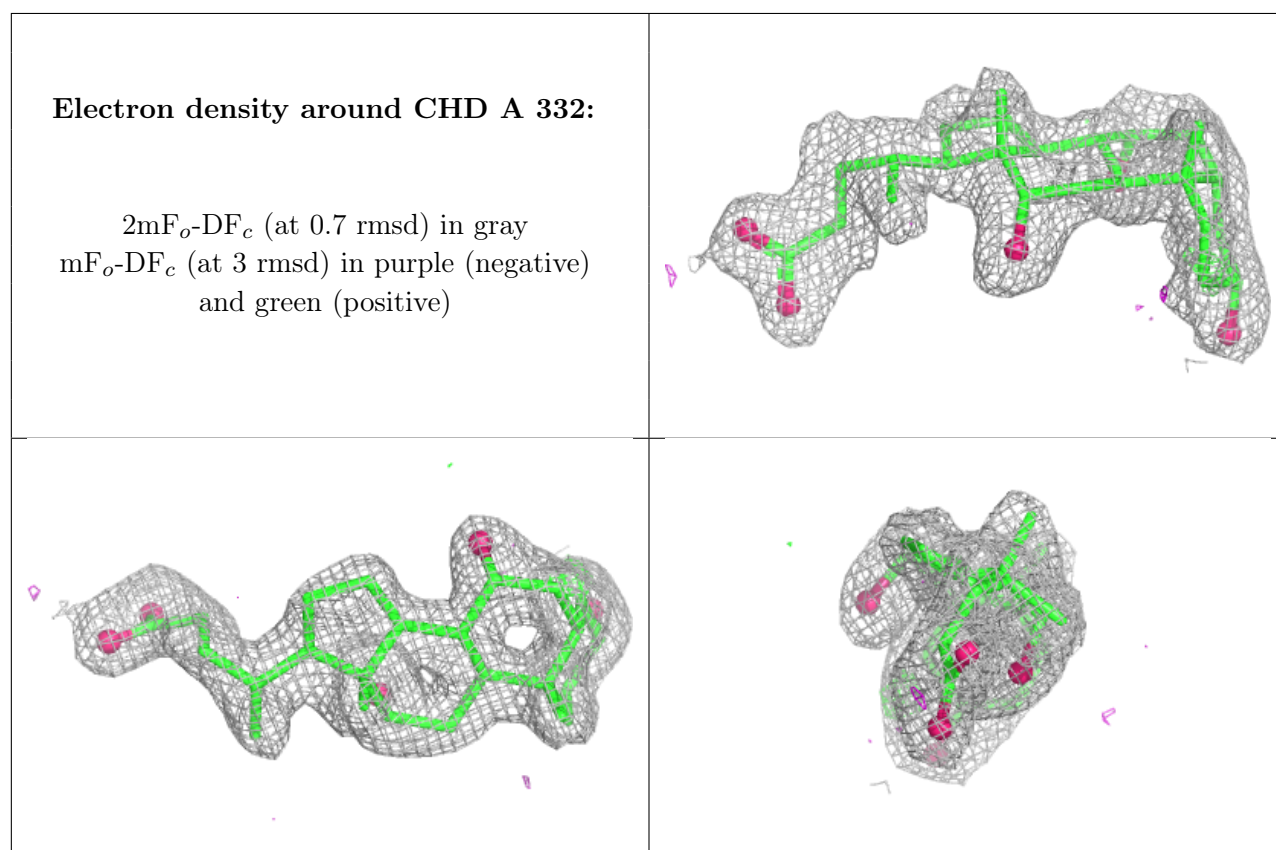 Electron density around CHD A 332:
2mFo-DFc (at 0.7 rmsd) in gray
mFo-DFc (at 3 rmsd) in purple (negative)
and green (positive)